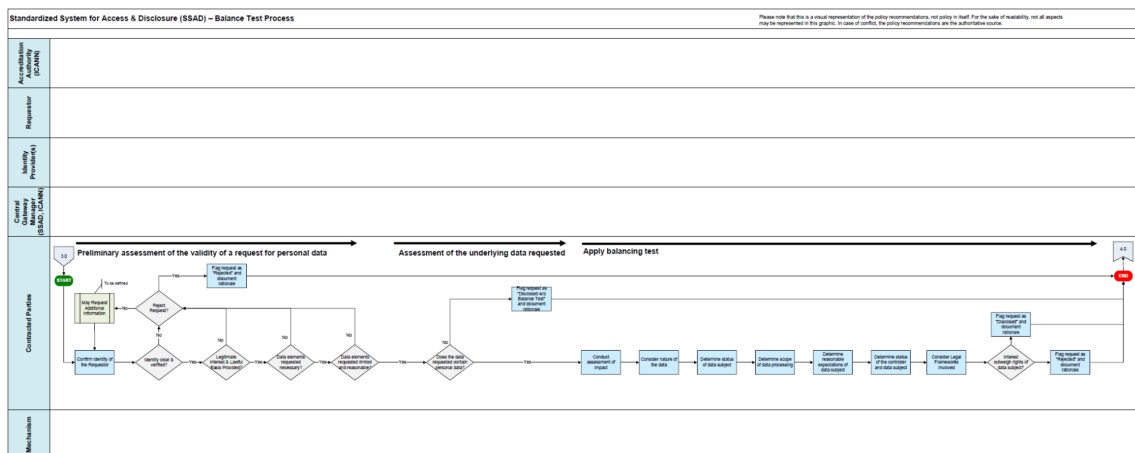 Standardized System for Access & Disclosure (SSAD) – Balance Test Process
Please note that this is a visual representation of the policy recommendations, not policy in itself. For the sake of readability, not all aspects
may be represented in this graphic. In case of conflict, the policy recommendations are the authoritative source.
Accreditation
Authority
(ICANN)
Requestor
Identity
Provider(s)
Central
Gateway
Manager
(SSAD, ICANN)
Contracted Parties
Mechanism
3.0
Preliminary assessment of the validity of a request for personal data
Assessment of the underlying data requested
Apply balancing test
4.0
START
To be defined
Yes
Flag request as
"Rejected" and
document
rationale
END
May Request
Additional
Information
No
Reject
Request?
Flag request as
"Disclosed w/o
Balance Test"
and document
rationale
No
No
No
No
No
Flag request as
"Disclosed" and
document
rationale
Confirm identity of
the Requestor
Identity clear &
verified?
Yes
Legitimate
Interest & Lawful
Basis Provided?
Yes
Data elements
requested
necessary?
Yes
Data elements
requested limited
and reasonable?
Yes
Does the data
requested contain
personal data?
Yes
Conduct
assessment of
impact
Consider nature of
the data
Determine status
of data subject
Determine scope
of data processing
Determine
reasonable
expectations of
data subject
Determine status
of the controller
and data subject
Consider Legal
Frameworks
Involved
Interest
outweigh rights of
data subject?
Flag request as
"Rejected" and
document
rationale